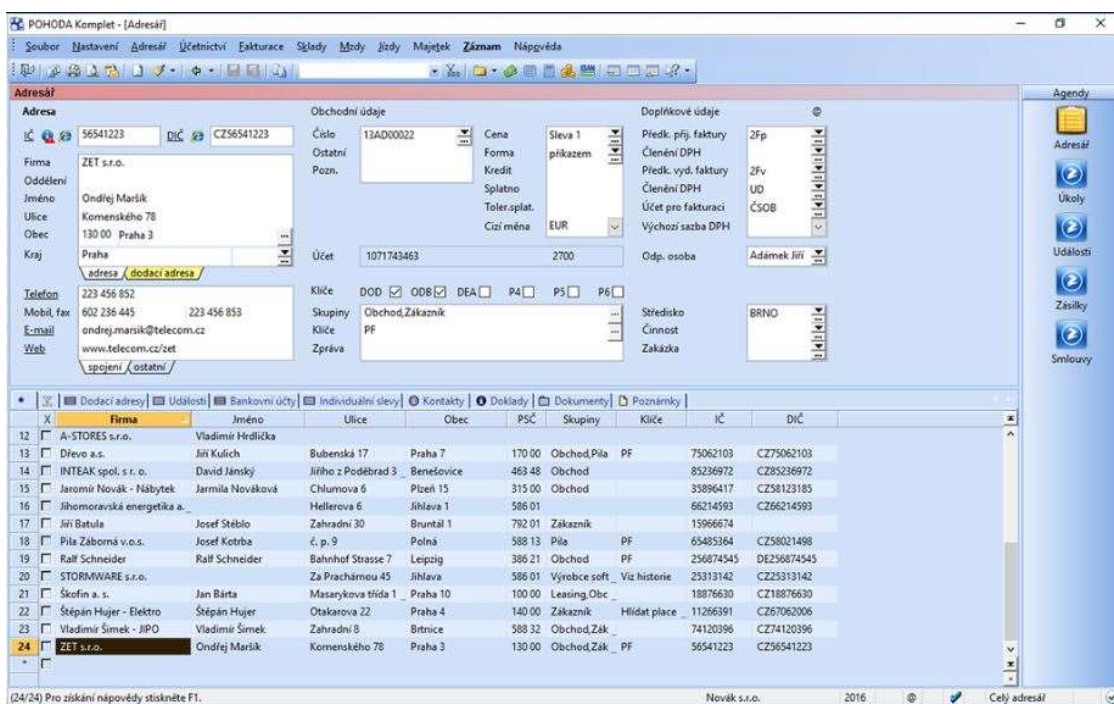 POHODA Komplet - [Adresář]
Soubor Nastavení Adresář Účetnictví Fakturace Sklady Mzdy Jízdy Majetek Záznam Nápověda
Adresář
Agendy
Adresa Obchodní údaje Doplňkové údaje @
IČ 56541223 DIČ CZ56541223 Číslo 13AD00022 Cena Sleva 1 Předk. přij. faktury 2Fp
Ostatní Forma příkazem Členění DPH
Firma ZET s.r.o. Pozn. Kredit Předk. vyd. faktury 2Fv
Oddělení Splatno Členění DPH UD
Jméno Ondřej Maršík Toler.splat. Účet pro fakturaci ČSOB
Ulice Komenského 78 Cizí měna EUR Výchozí sazba DPH
Obec 130 00 Praha 3
Kraj Praha Účet 1071743463 2700 Odp. osoba Adámek Jiří
adresa dodací adresa
Telefon 223 456 852 Klíče DOD ODB DEA P4 P5 P6
Mobil, fax 602 236 445 223 456 853 Skupiny Obchod,Zákazník Středisko BRNO
E-mail ondrej.marsik@telecom.cz Klíče PF Činnost
Web www.telecom.cz/zet Zpráva Zakázka
spojení ostatní
Adresář
Úkoly
Události
Zásilky
Smlouvy
Dodací adresy Události Bankovní účty Individuální slevy Kontakty Doklady Dokumenty Poznámky
X Firma Jméno Ulice Obec PSČ Skupiny Klíče IČ DIČ
12 A-STORES s.r.o. Vladimír Hrdlička
13 Dřevo a.s. Jiří Kulich Bubenská 17 Praha 7 170 00 Obchod,Pila PF 75062103 CZ75062103
14 INTEAK spol. s r. o. David Jánský Jiřího z Poděbrad 3 _ Benešovice 463 48 Obchod 85236972 CZ85236972
15 Jaromír Novák - Nábytek Jarmila Nováková Chlumova 6 Plzeň 15 315 00 Obchod 35896417 CZ58123185
16 Jihomoravská energetika a. _ Hellerova 6 Jihlava 1 586 01 66214593 CZ66214593
17 Jiří Batula Josef Stéblo Zahradní 30 Bruntál 1 792 01 Zákazník 15966674
18 Pila Záborná v.o.s. Josef Kotrba č. p. 9 Polná 588 13 Pila PF 65485364 CZ58021498
19 Ralf Schneider Ralf Schneider Bahnhof Strasse 7 Leipzig 386 21 Obchod PF 256874545 DE256874545
20 STORMWARE s.r.o. Za Prachárnou 45 Jihlava 586 01 Výrobce soft _ Viz historie 25313142 CZ25313142
21 Škofin a. s. Jan Bárta Masarykova třída 1 _ Praha 10 100 00 Leasing,Obc _ 18876630 CZ18876630
22 Štěpán Hujer - Elektro Štěpán Hujer Otakarova 22 Praha 4 140 00 Zákazník Hlídat place _ 11266391 CZ67062006
23 Vladimír Šimek - JIPO Vladimír Šimek Zahradní 8 Brtnice 588 32 Obchod,Zák _ 74120396 CZ74120396
24 ZET s.r.o. Ondřej Maršík Komenského 78 Praha 3 130 00 Obchod,Zák _ PF 56541223 CZ56541223
(24/24) Pro získání nápovědy stiskněte F1. Novák s.r.o. 2016 @ Celý adresář